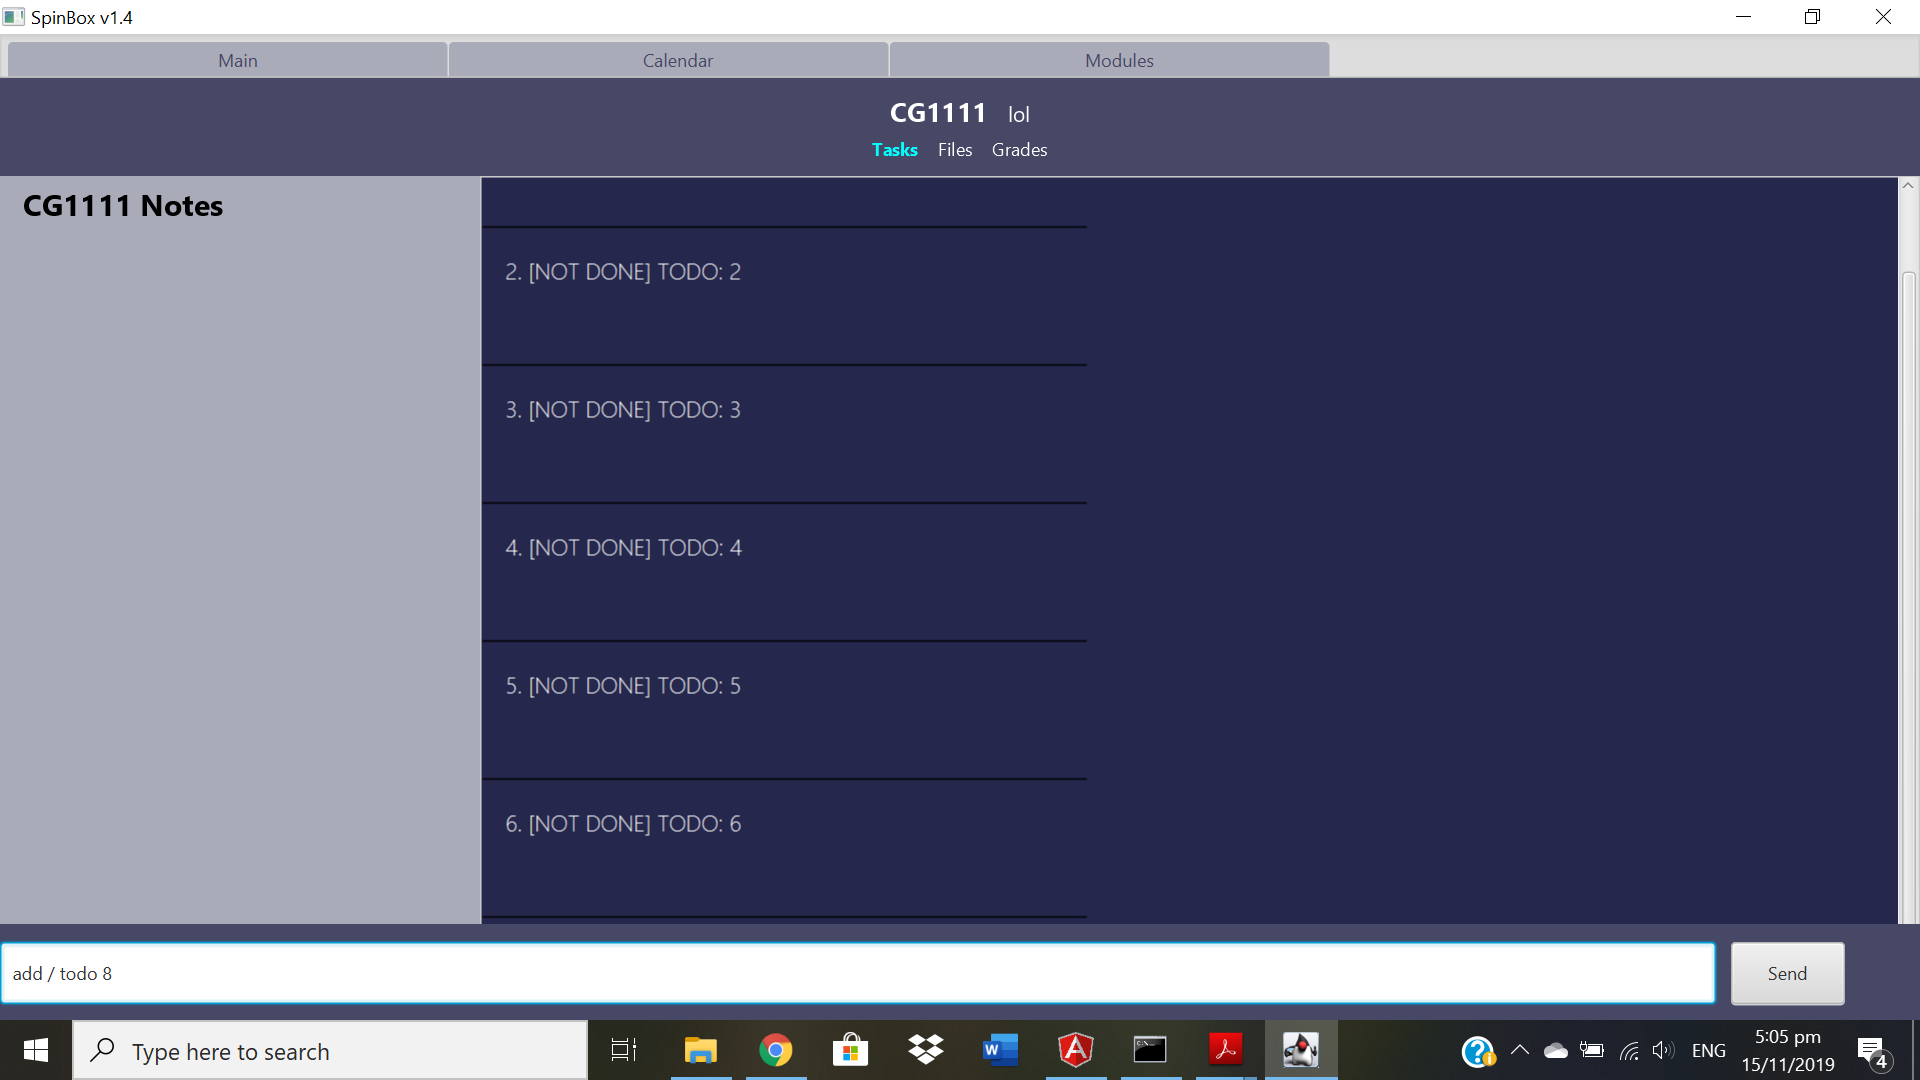 SpinBox v1.4
Main Calendar Modules
CG1111 lol
Tasks Files Grades
CG1111 Notes
2. [NOT DONE] TODO: 2
3. [NOT DONE] TODO: 3
4. [NOT DONE] TODO: 4
5. [NOT DONE] TODO: 5
6. [NOT DONE] TODO: 6
add / todo 8
Send
Type here to search
ENG
5:05 pm
15/11/2019
4